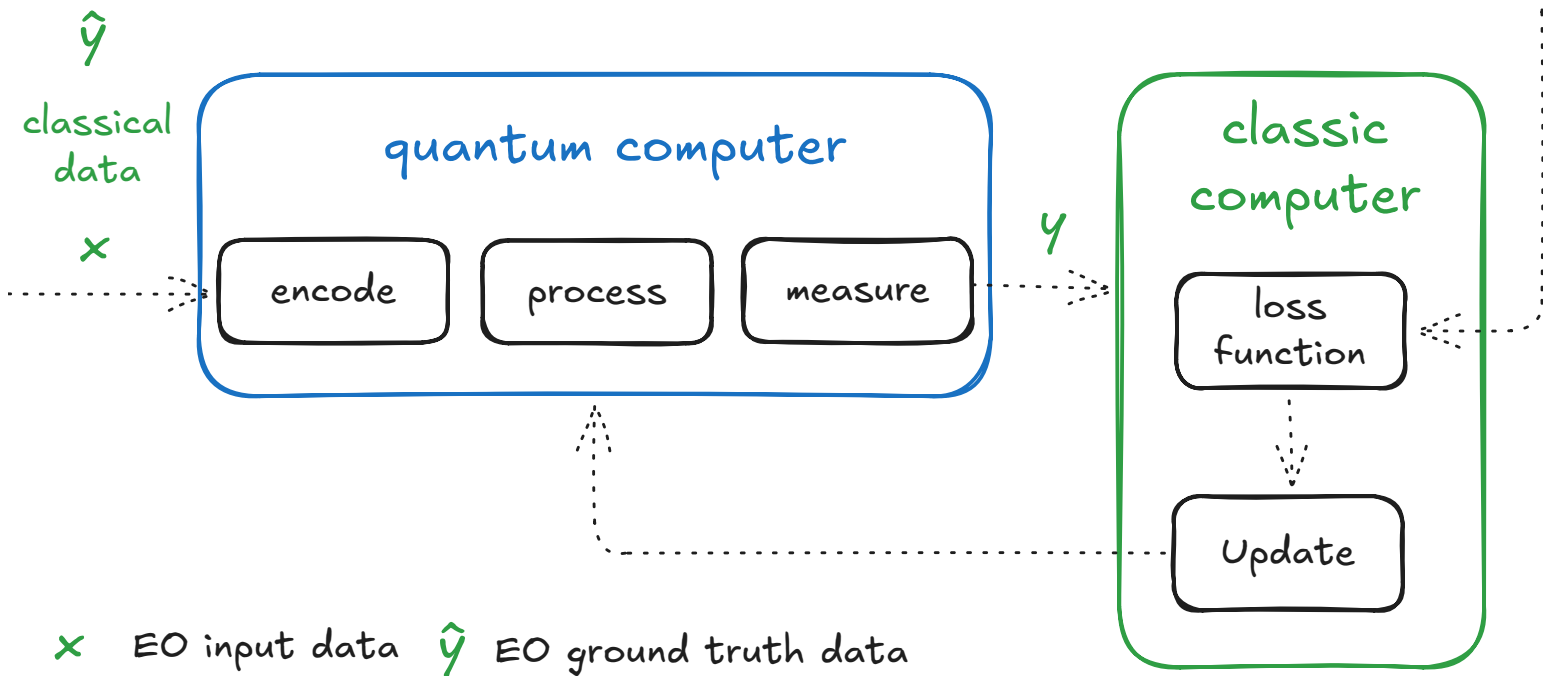 ŷ
classical
data
x
quantum computer
encode
process
measure
y
classic
computer
loss
function
Update
x EO input data ŷ EO ground truth data